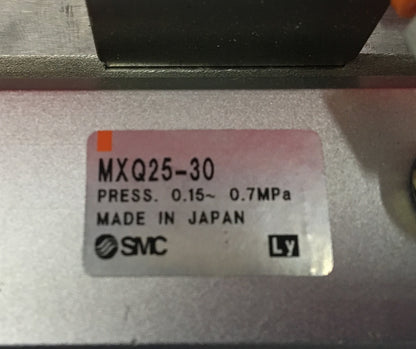 MXQ25-30
PRESS. 0.15~ 0.7MPa
MADE IN JAPAN
SMC Ly